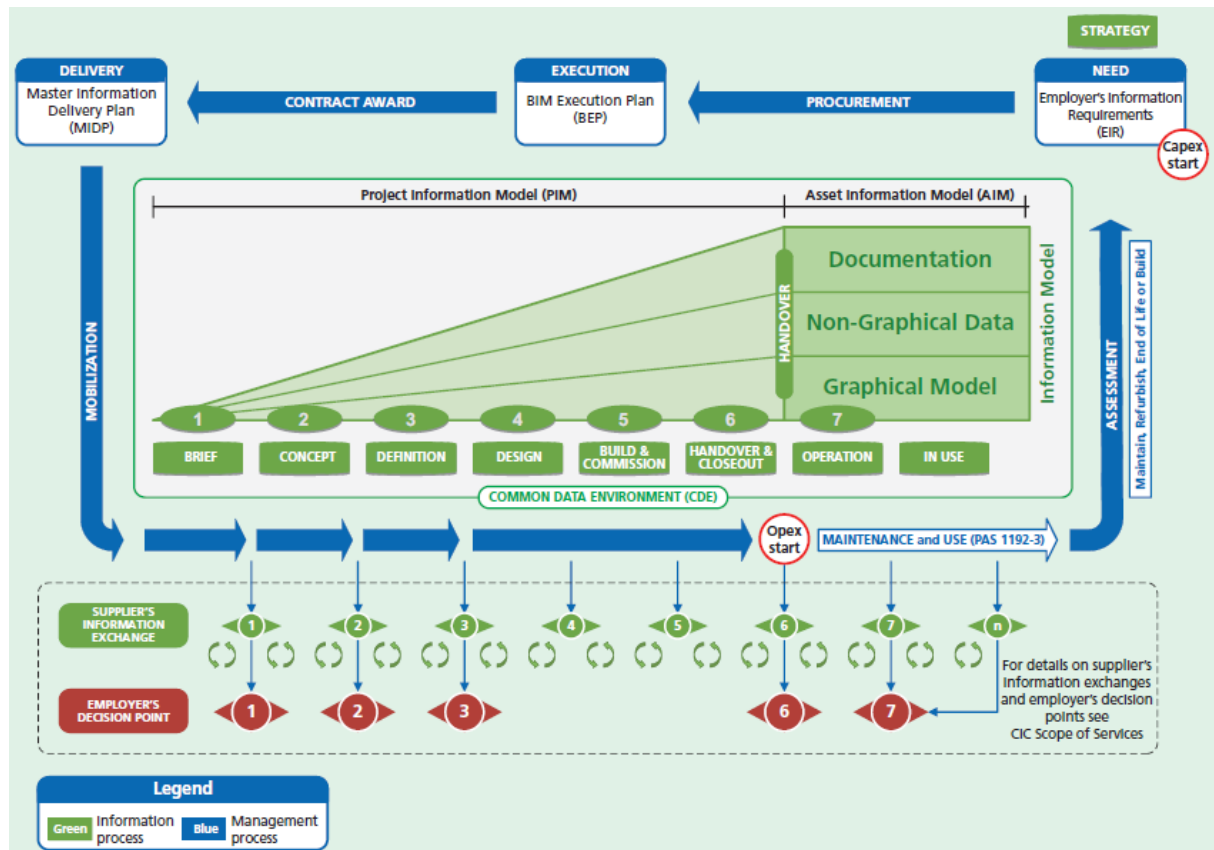 STRATEGY
DELIVERY
Master Information
Delivery Plan
(MIDP)
CONTRACT AWARD
EXECUTION
BIM Execution Plan
(BEP)
PROCUREMENT
NEED
Employer's Information
Requirements
(EIR)
Capex
start
Project Information Model (PIM)
Asset Information Model (AIM)
MOBILIZATION
HANDOVER
Documentation
Non-Graphical Data
Graphical Model
Information Model
ASSESSMENT
Maintain, Refurbish, End of Life or Build
1
2
3
4
5
6
7
BRIEF
CONCEPT
DEFINITION
DESIGN
BUILD &
COMMISSION
HANDOVER &
CLOSEOUT
OPERATION
IN USE
COMMON DATA ENVIRONMENT (CDE)
Opex
start
MAINTENANCE and USE (PAS 1192-3)
SUPPLIER'S
INFORMATION
EXCHANGE
1
2
3
4
5
6
7
n
EMPLOYER'S
DECISION POINT
1
2
3
6
7
For details on supplier's
information exchanges
and employer's decision
points see
CIC Scope of Services
Legend
Green
Information
process
Blue
Management
process